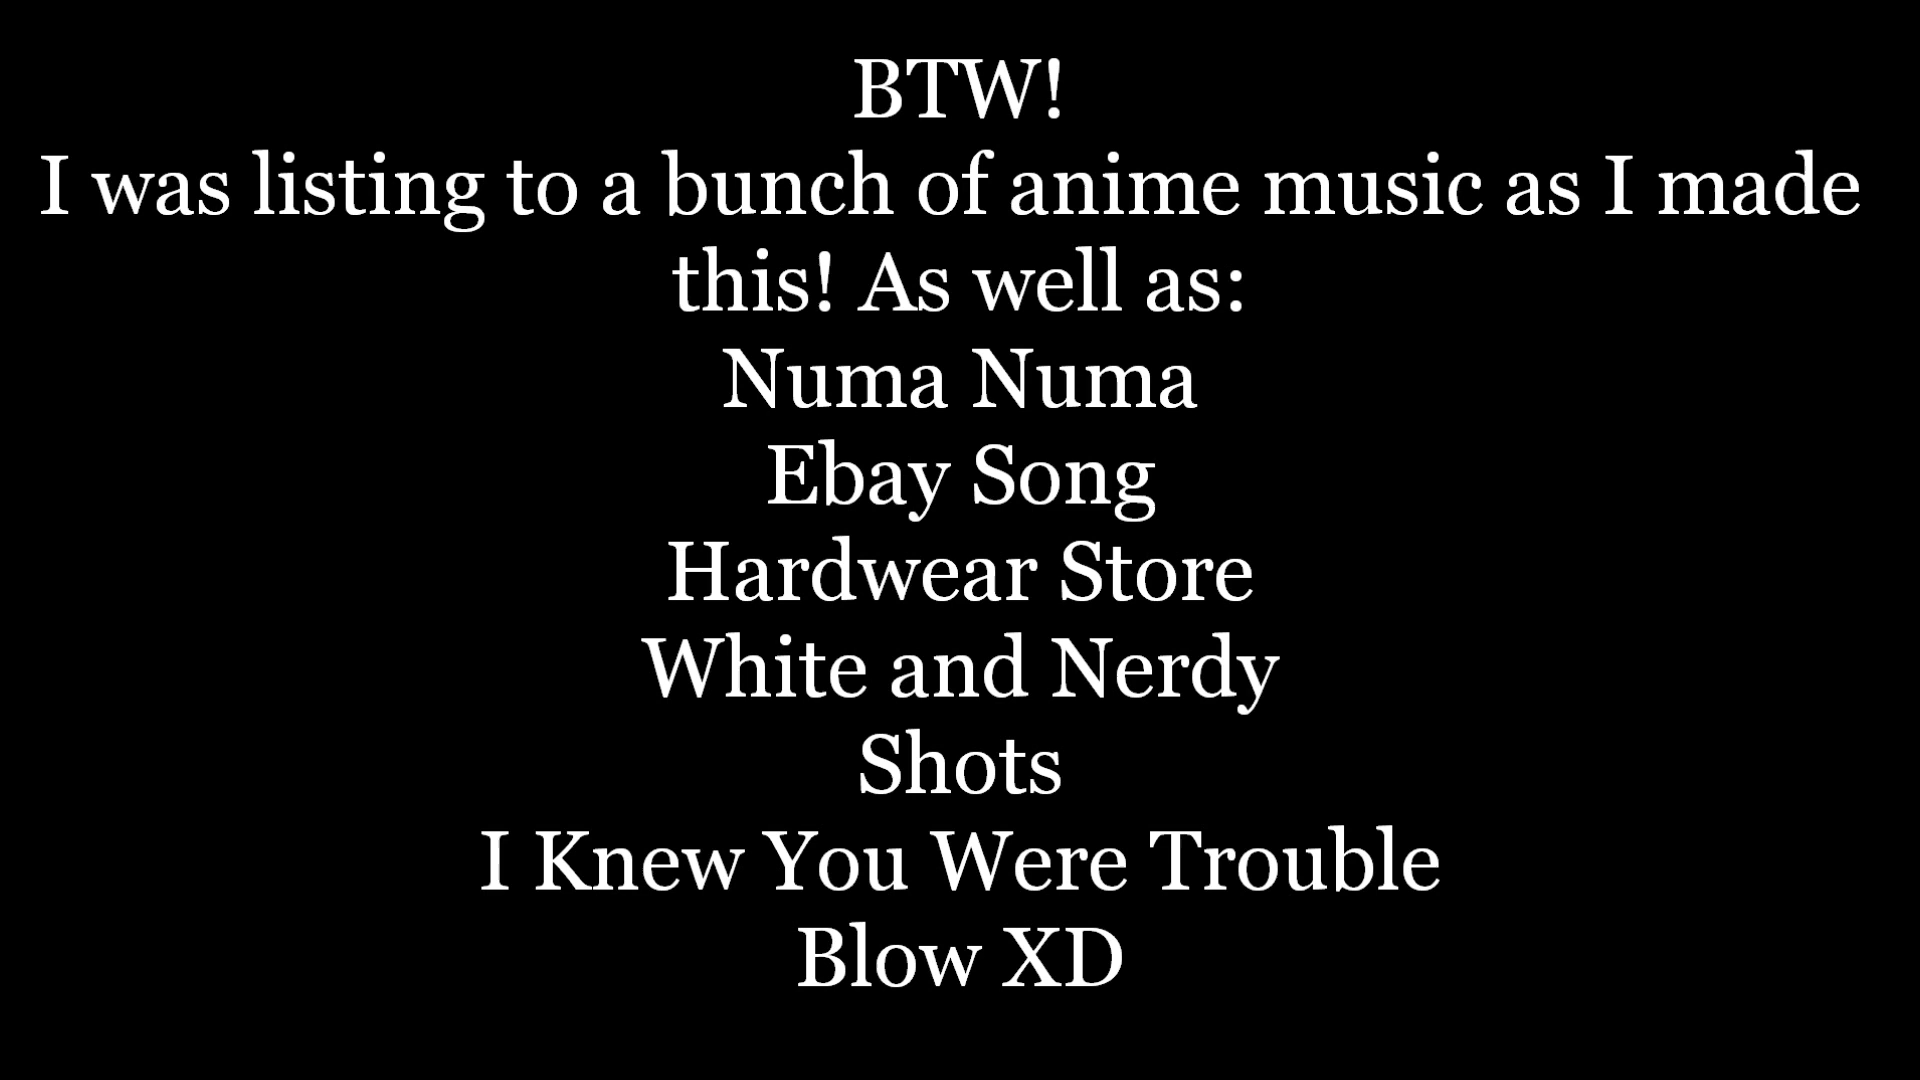 BTW!
I was listing to a bunch of anime music as I made
this! As well as:
Numa Numa
Ebay Song
Hardwear Store
White and Nerdy
Shots
I Knew You Were Trouble
Blow XD